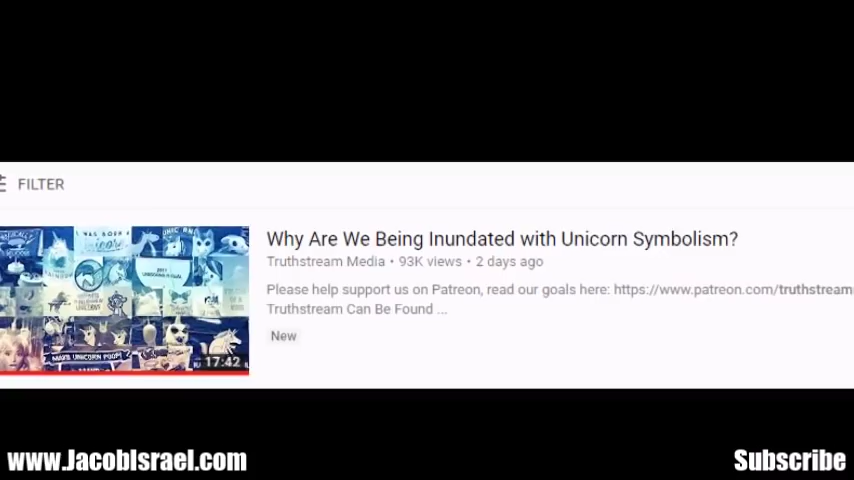 FILTER
Why Are We Being Inundated with Unicorn Symbolism?
Truthstream Media • 93K views • 2 days ago
Please help support us on Patreon, read our goals here: https://www.patreon.com/truthstream
Truthstream Can Be Found ...
New
17:42
www.JacobIsrael.com
Subscribe